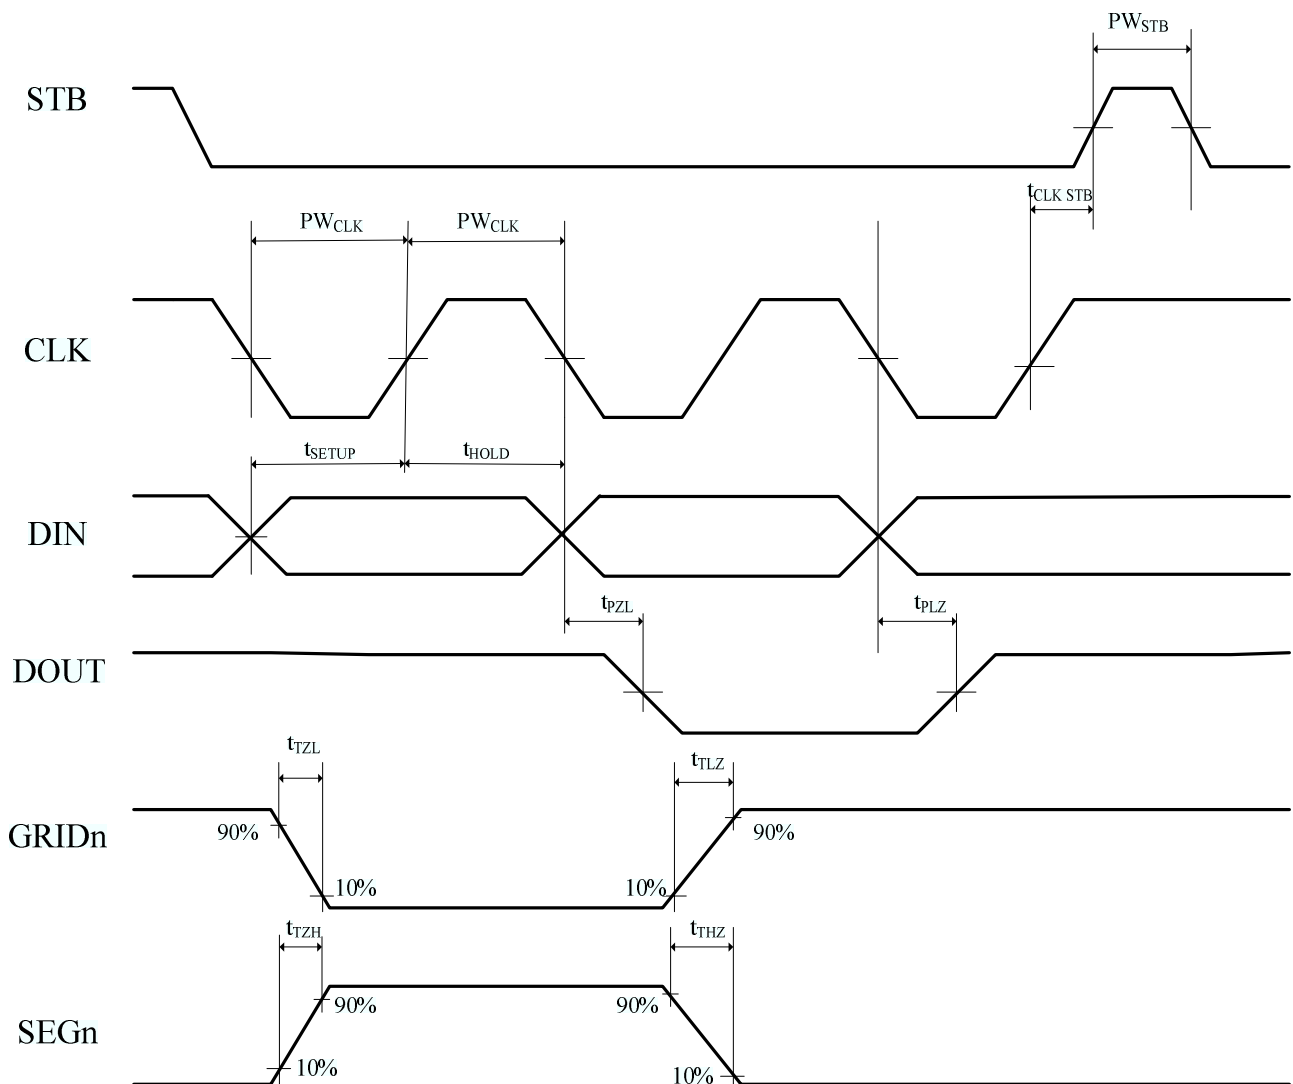 PWSTB
STB
tCLK STB
PWCLK PWCLK
CLK
tSETUP tHOLD
DIN
tPZL tPLZ
DOUT
tTZL tTLZ
GRIDn 90% 90%
10% 10%
tTZH tTHZ
90% 90%
SEGn
10% 10%